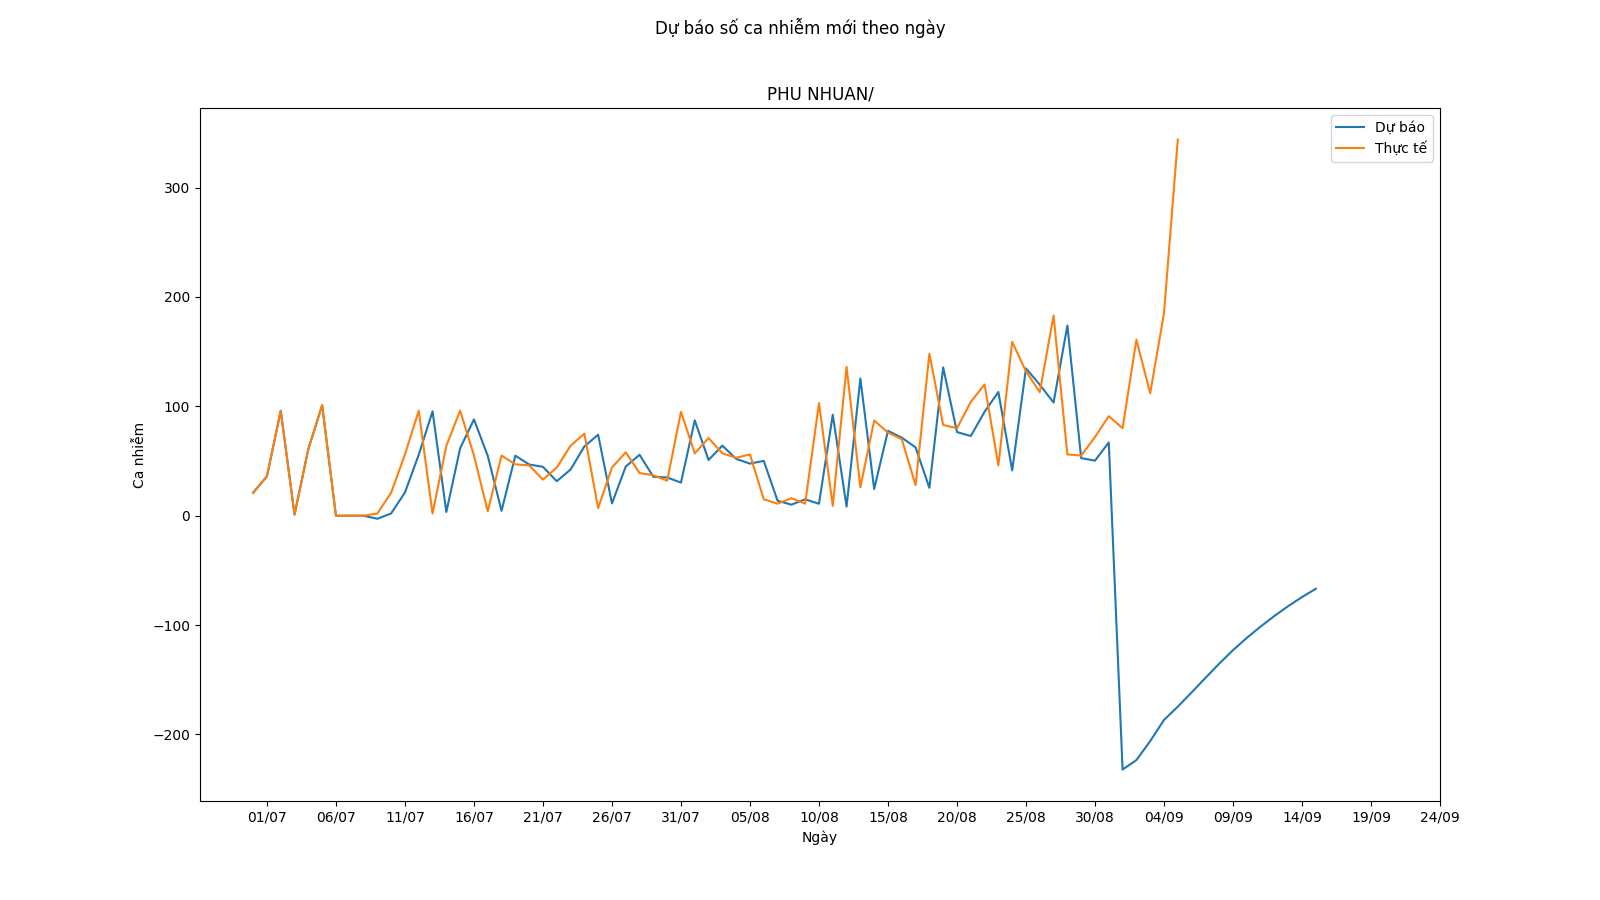 Dự báo số ca nhiễm mới theo ngày
PHU NHUAN/
Dự báo
Thực tế
300
200
100
0
−100
−200
Ca nhiễm
01/07 06/07 11/07 16/07 21/07 26/07 31/07 05/08 10/08 15/08 20/08 25/08 30/08 04/09 09/09 14/09 19/09 24/09
Ngày